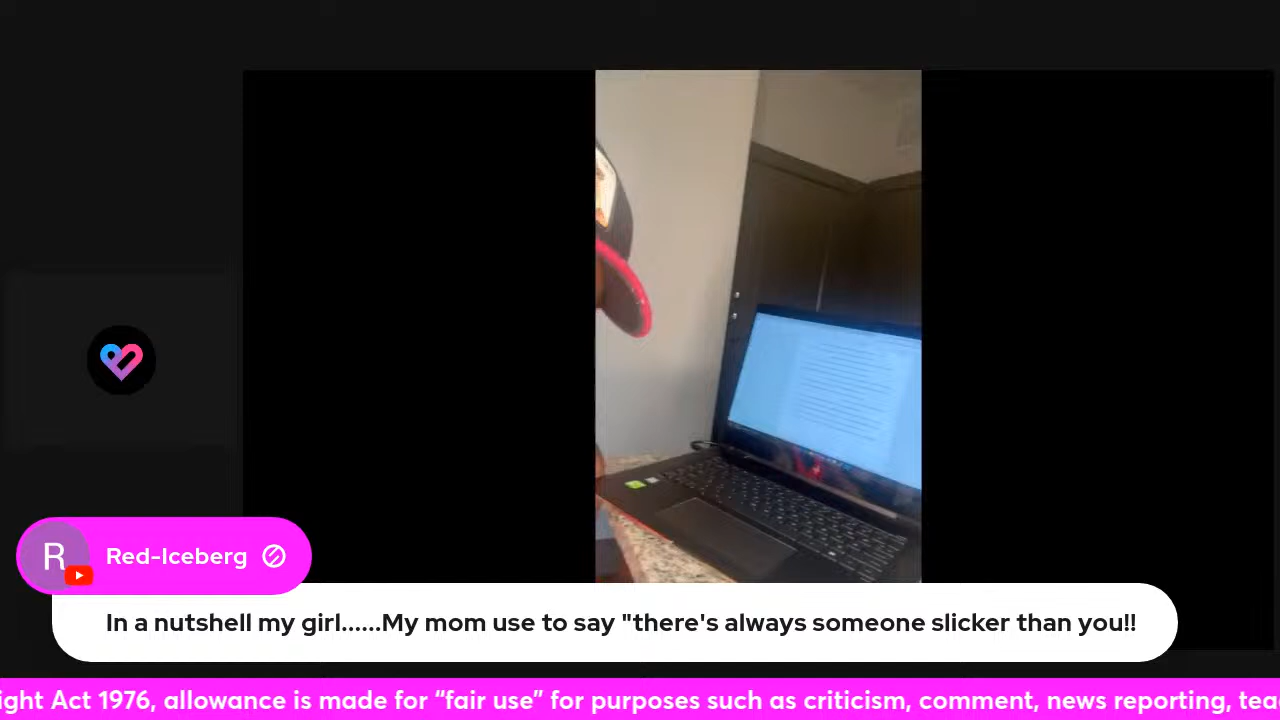 R
Red-Iceberg
In a nutshell my girl......My mom use to say "there's always someone slicker than you!!
ight Act 1976, allowance is made for “fair use” for purposes such as criticism, comment, news reporting, tea